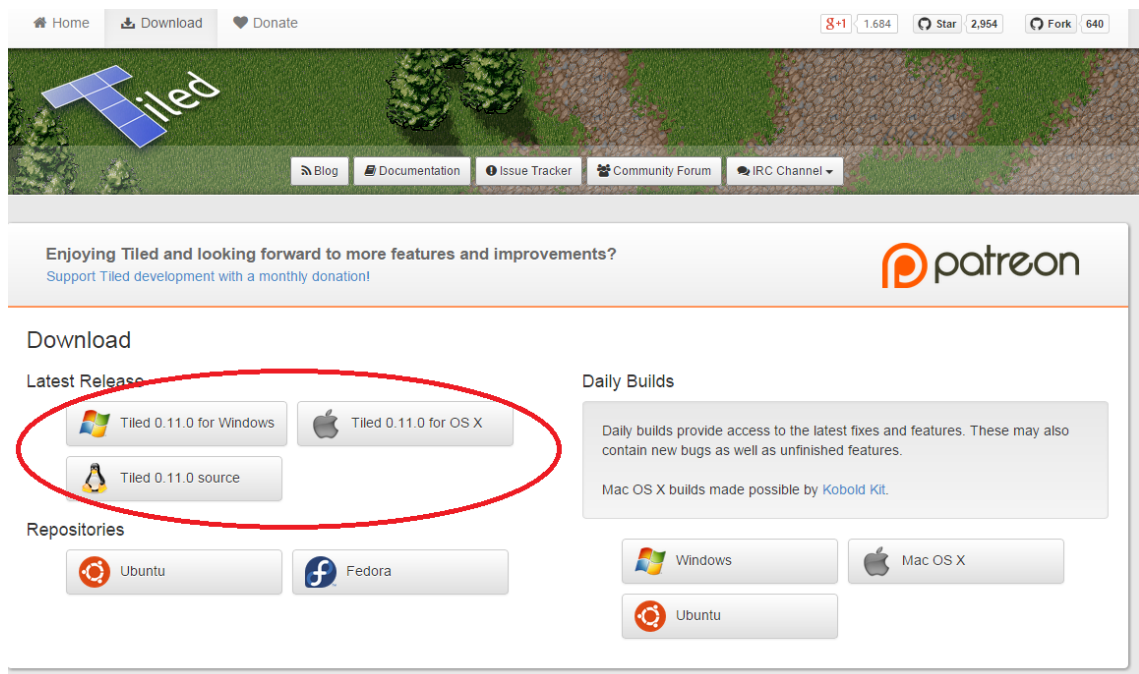 Home Download Donate g+1 1.684 Star 2,954 Fork 640
Tiled
Blog Documentation Issue Tracker Community Forum IRC Channel
Enjoying Tiled and looking forward to more features and improvements?
Support Tiled development with a monthly donation!
patreon
Download
Latest Release
Tiled 0.11.0 for Windows Tiled 0.11.0 for OS X
Tiled 0.11.0 source
Repositories
Ubuntu Fedora
Daily Builds
Daily builds provide access to the latest fixes and features. These may also
contain new bugs as well as unfinished features.
Mac OS X builds made possible by Kobold Kit.
Windows Mac OS X
Ubuntu